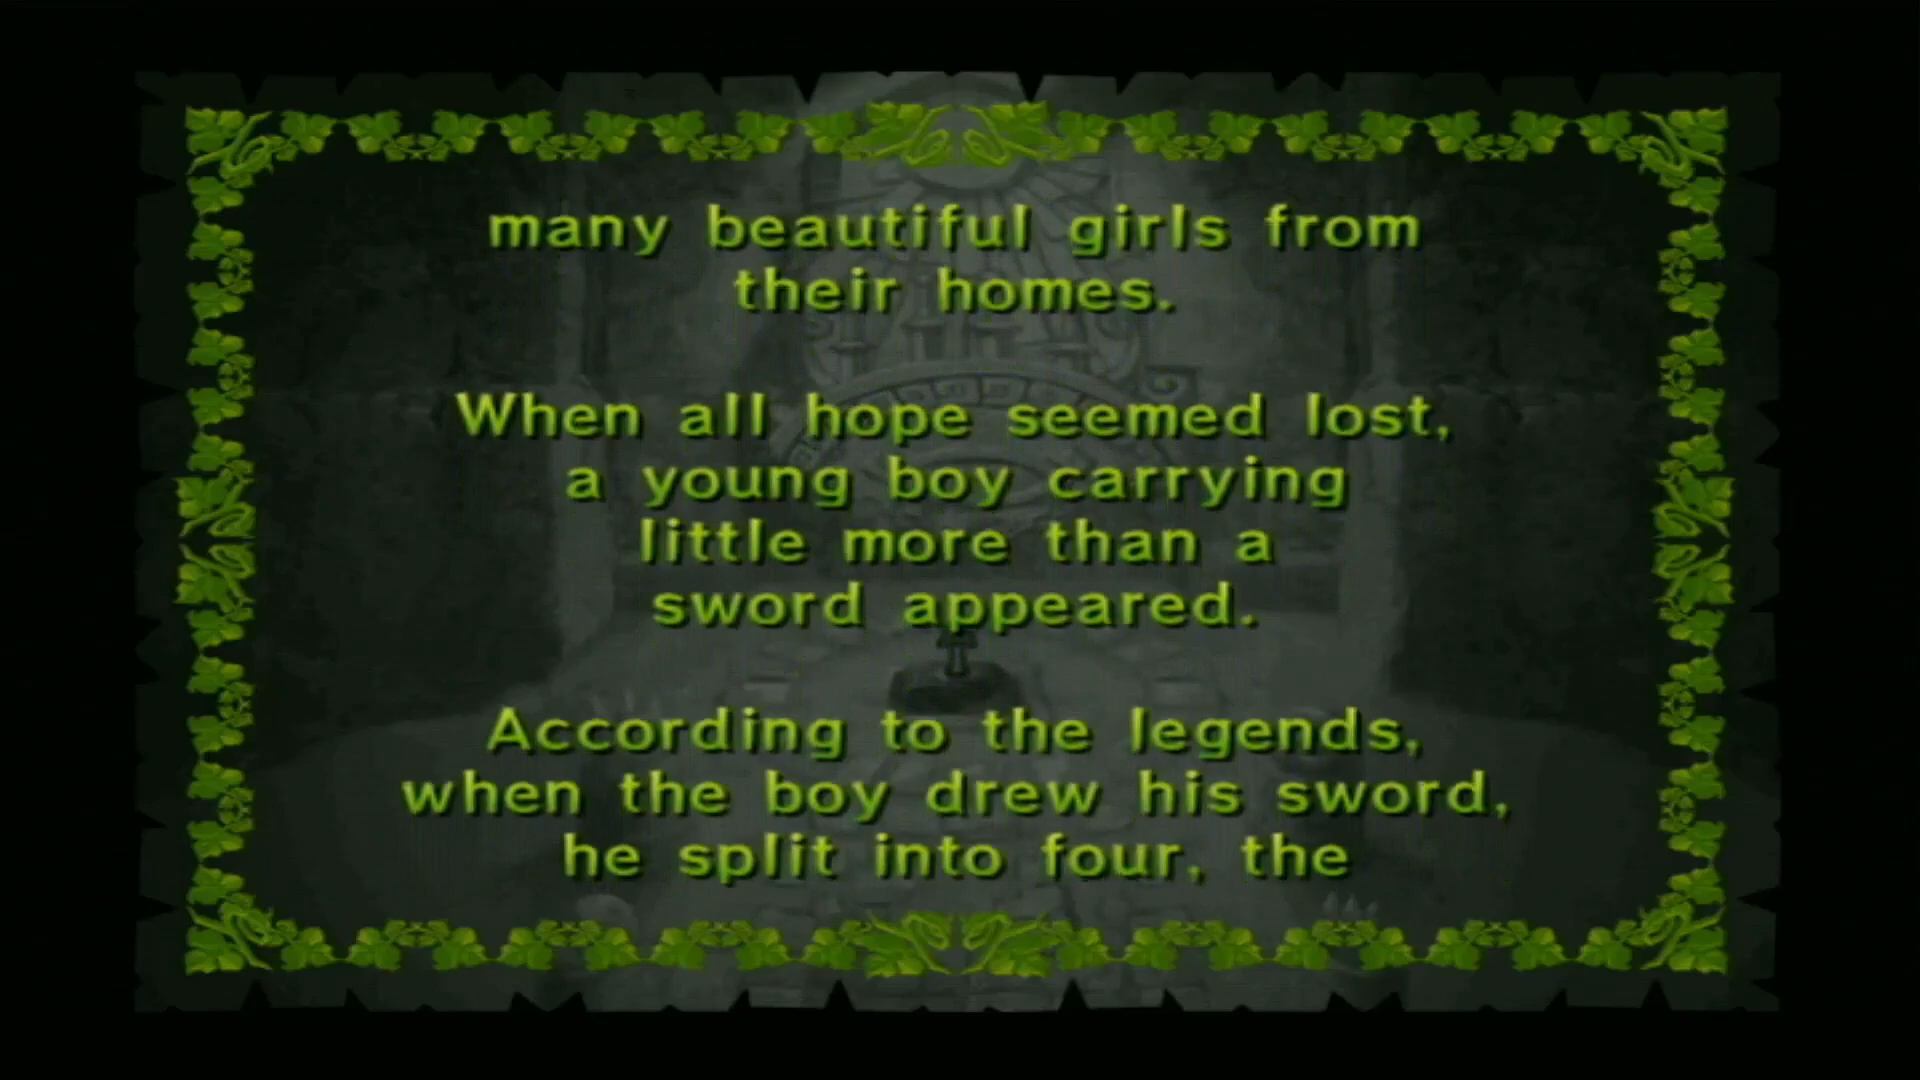 many beautiful girls from
their homes.
When all hope seemed lost,
a young boy carrying
little more than a
sword appeared.
According to the legends,
when the boy drew his sword,
he split into four, the